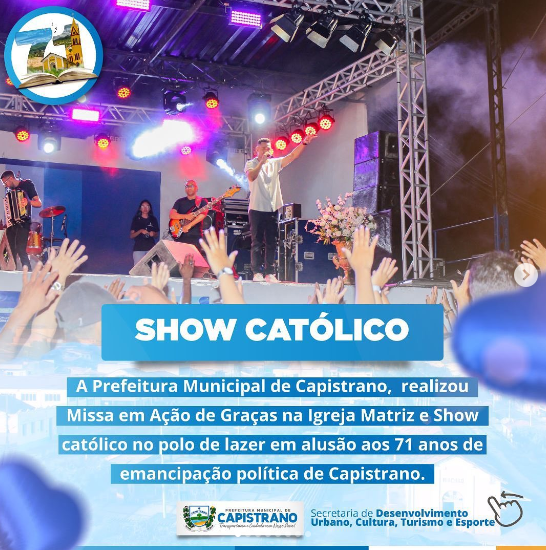 SHOW CATÓLICO
A Prefeitura Municipal de Capistrano, realizou
Missa em Ação de Graças na Igreja Matriz e Show
católico no polo de lazer em alusão aos 71 anos de
emancipação política de Capistrano.
PREFEITURA MUNICIPAL DE
CAPISTRANO
Secretaria de Desenvolvimento
Urbano, Cultura, Turismo e Esporte